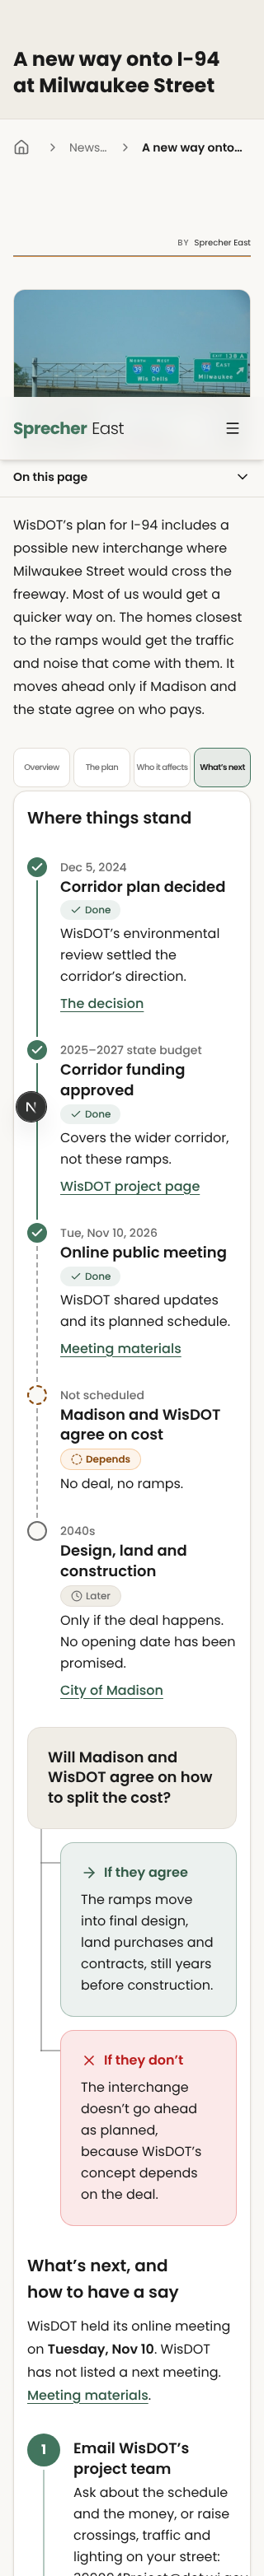 A new way onto I-94
at Milwaukee Street
News... > A new way onto...
BY Sprecher East
Sprecher East
On this page
WisDOT’s plan for I-94 includes a
possible new interchange where
Milwaukee Street would cross the
freeway. Most of us would get a
quicker way on. The homes closest
to the ramps would get the traffic
and noise that come with them. It
moves ahead only if Madison and
the state agree on who pays.
Overview
The plan
Who it affects
What’s next
Where things stand
Dec 5, 2024
Corridor plan decided
Done
WisDOT’s environmental
review settled the
corridor’s direction.
The decision
2025–2027 state budget
Corridor funding
approved
Done
Covers the wider corridor,
not these ramps.
WisDOT project page
Tue, Nov 10, 2026
Online public meeting
Done
WisDOT shared updates
and its planned schedule.
Meeting materials
Not scheduled
Madison and WisDOT
agree on cost
Depends
No deal, no ramps.
2040s
Design, land and
construction
Later
Only if the deal happens.
No opening date has been
promised.
City of Madison
Will Madison and
WisDOT agree on how
to split the cost?
If they agree
The ramps move
into final design,
land purchases and
contracts, still years
before construction.
If they don’t
The interchange
doesn’t go ahead
as planned,
because WisDOT’s
concept depends
on the deal.
What’s next, and
how to have a say
WisDOT held its online meeting
on Tuesday, Nov 10. WisDOT
has not listed a next meeting.
Meeting materials.
1
Email WisDOT’s
project team
Ask about the schedule
and the money, or raise
crossings, traffic and
lighting on your street: